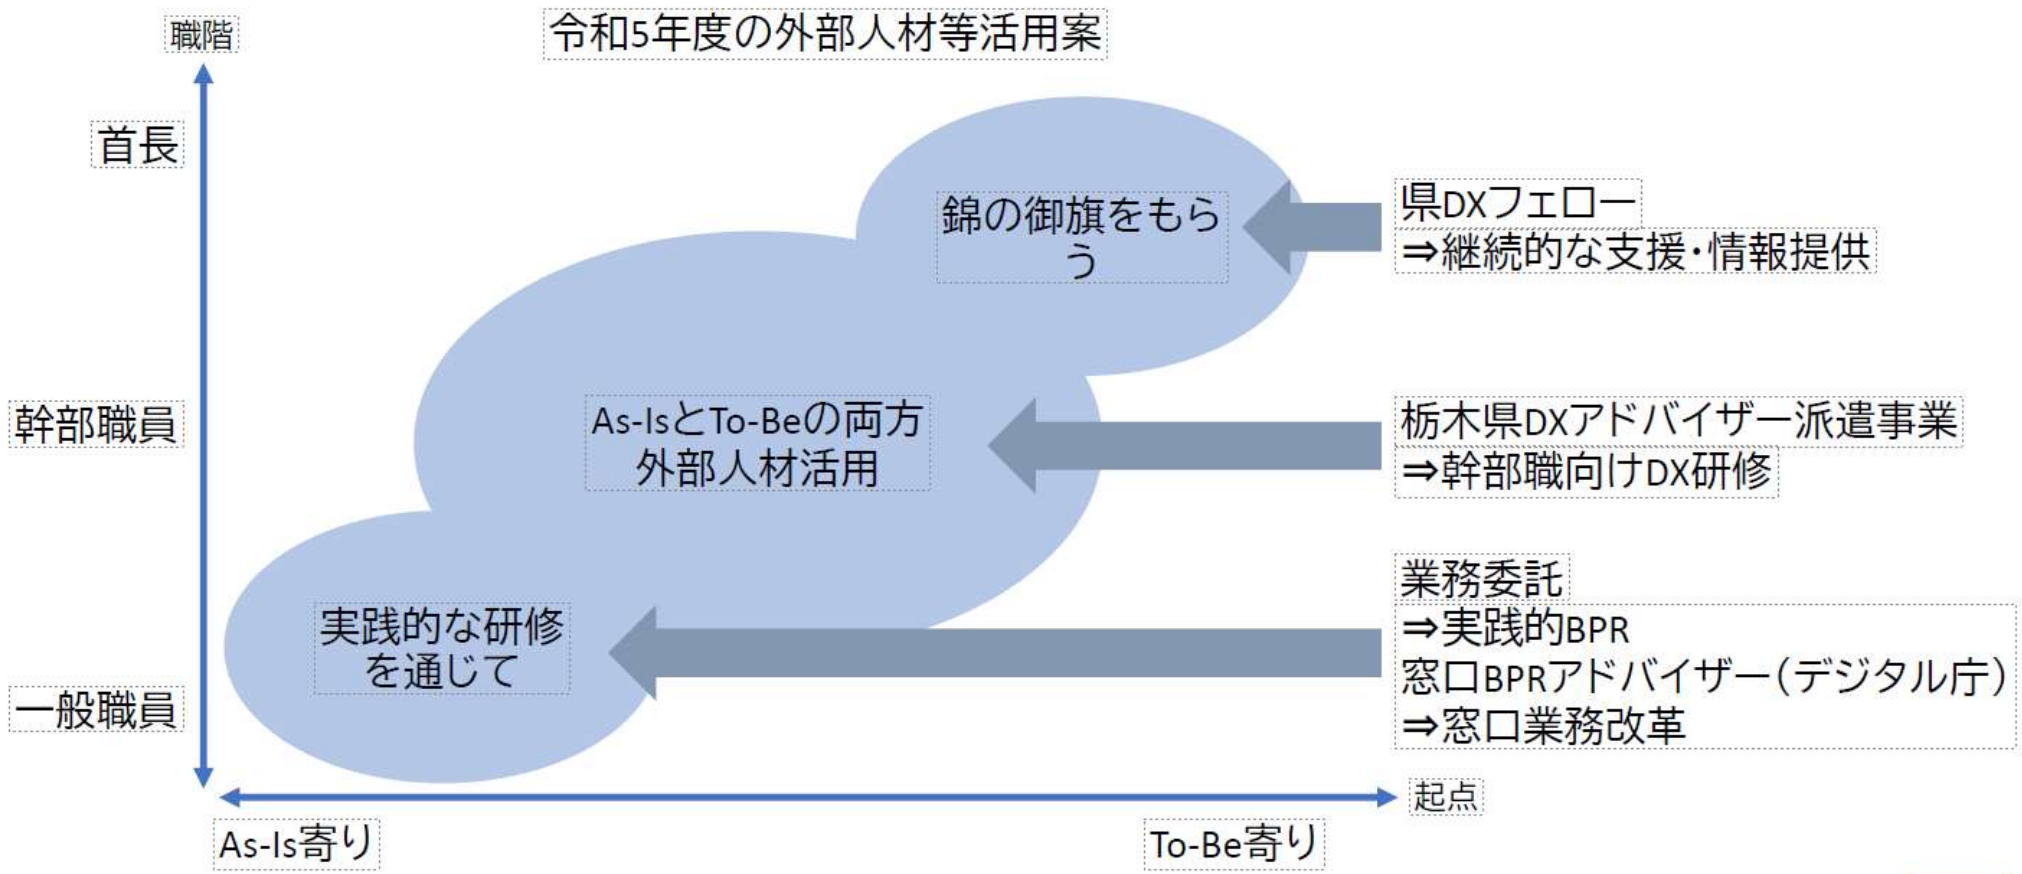 職階
令和5年度の外部人材等活用案
首長
錦の御旗をもら
う
県DXフェロー
⇒継続的な支援・情報提供
幹部職員
As-IsとTo-Beの両方
外部人材活用
栃木県DXアドバイザー派遣事業
⇒幹部職向けDX研修
一般職員
実践的な研修
を通じて
業務委託
⇒実践的BPR
窓口BPRアドバイザー（デジタル庁）
⇒窓口業務改革
起点
As-Is寄り
To-Be寄り